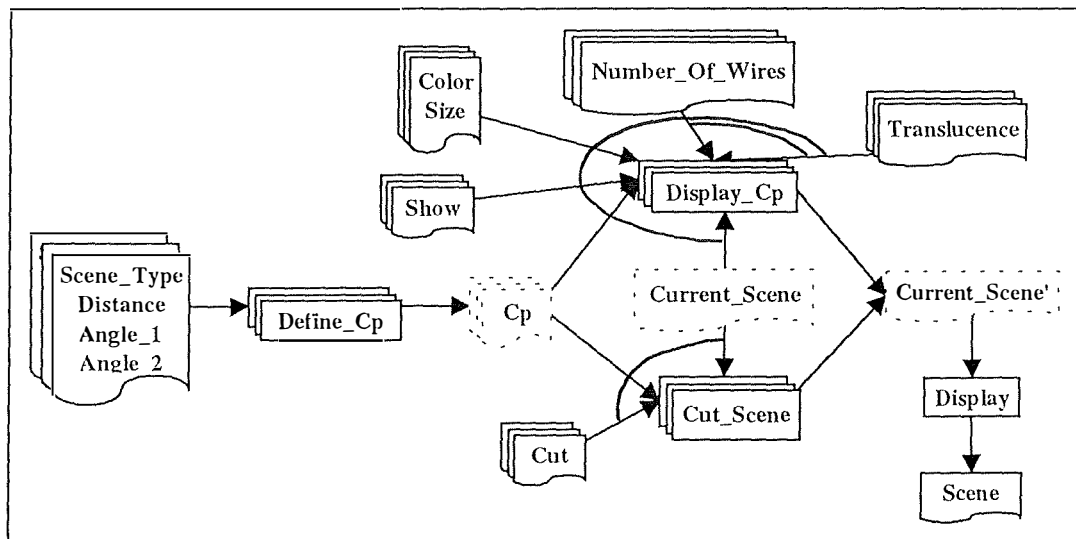 Color
Size
Number_Of_Wires
Translucence
Show
Display_Cp
Scene_Type
Distance
Angle_1
Angle_2
Define_Cp
Cp
Current_Scene
Current_Scene'
Cut_Scene
Display
Cut
Scene